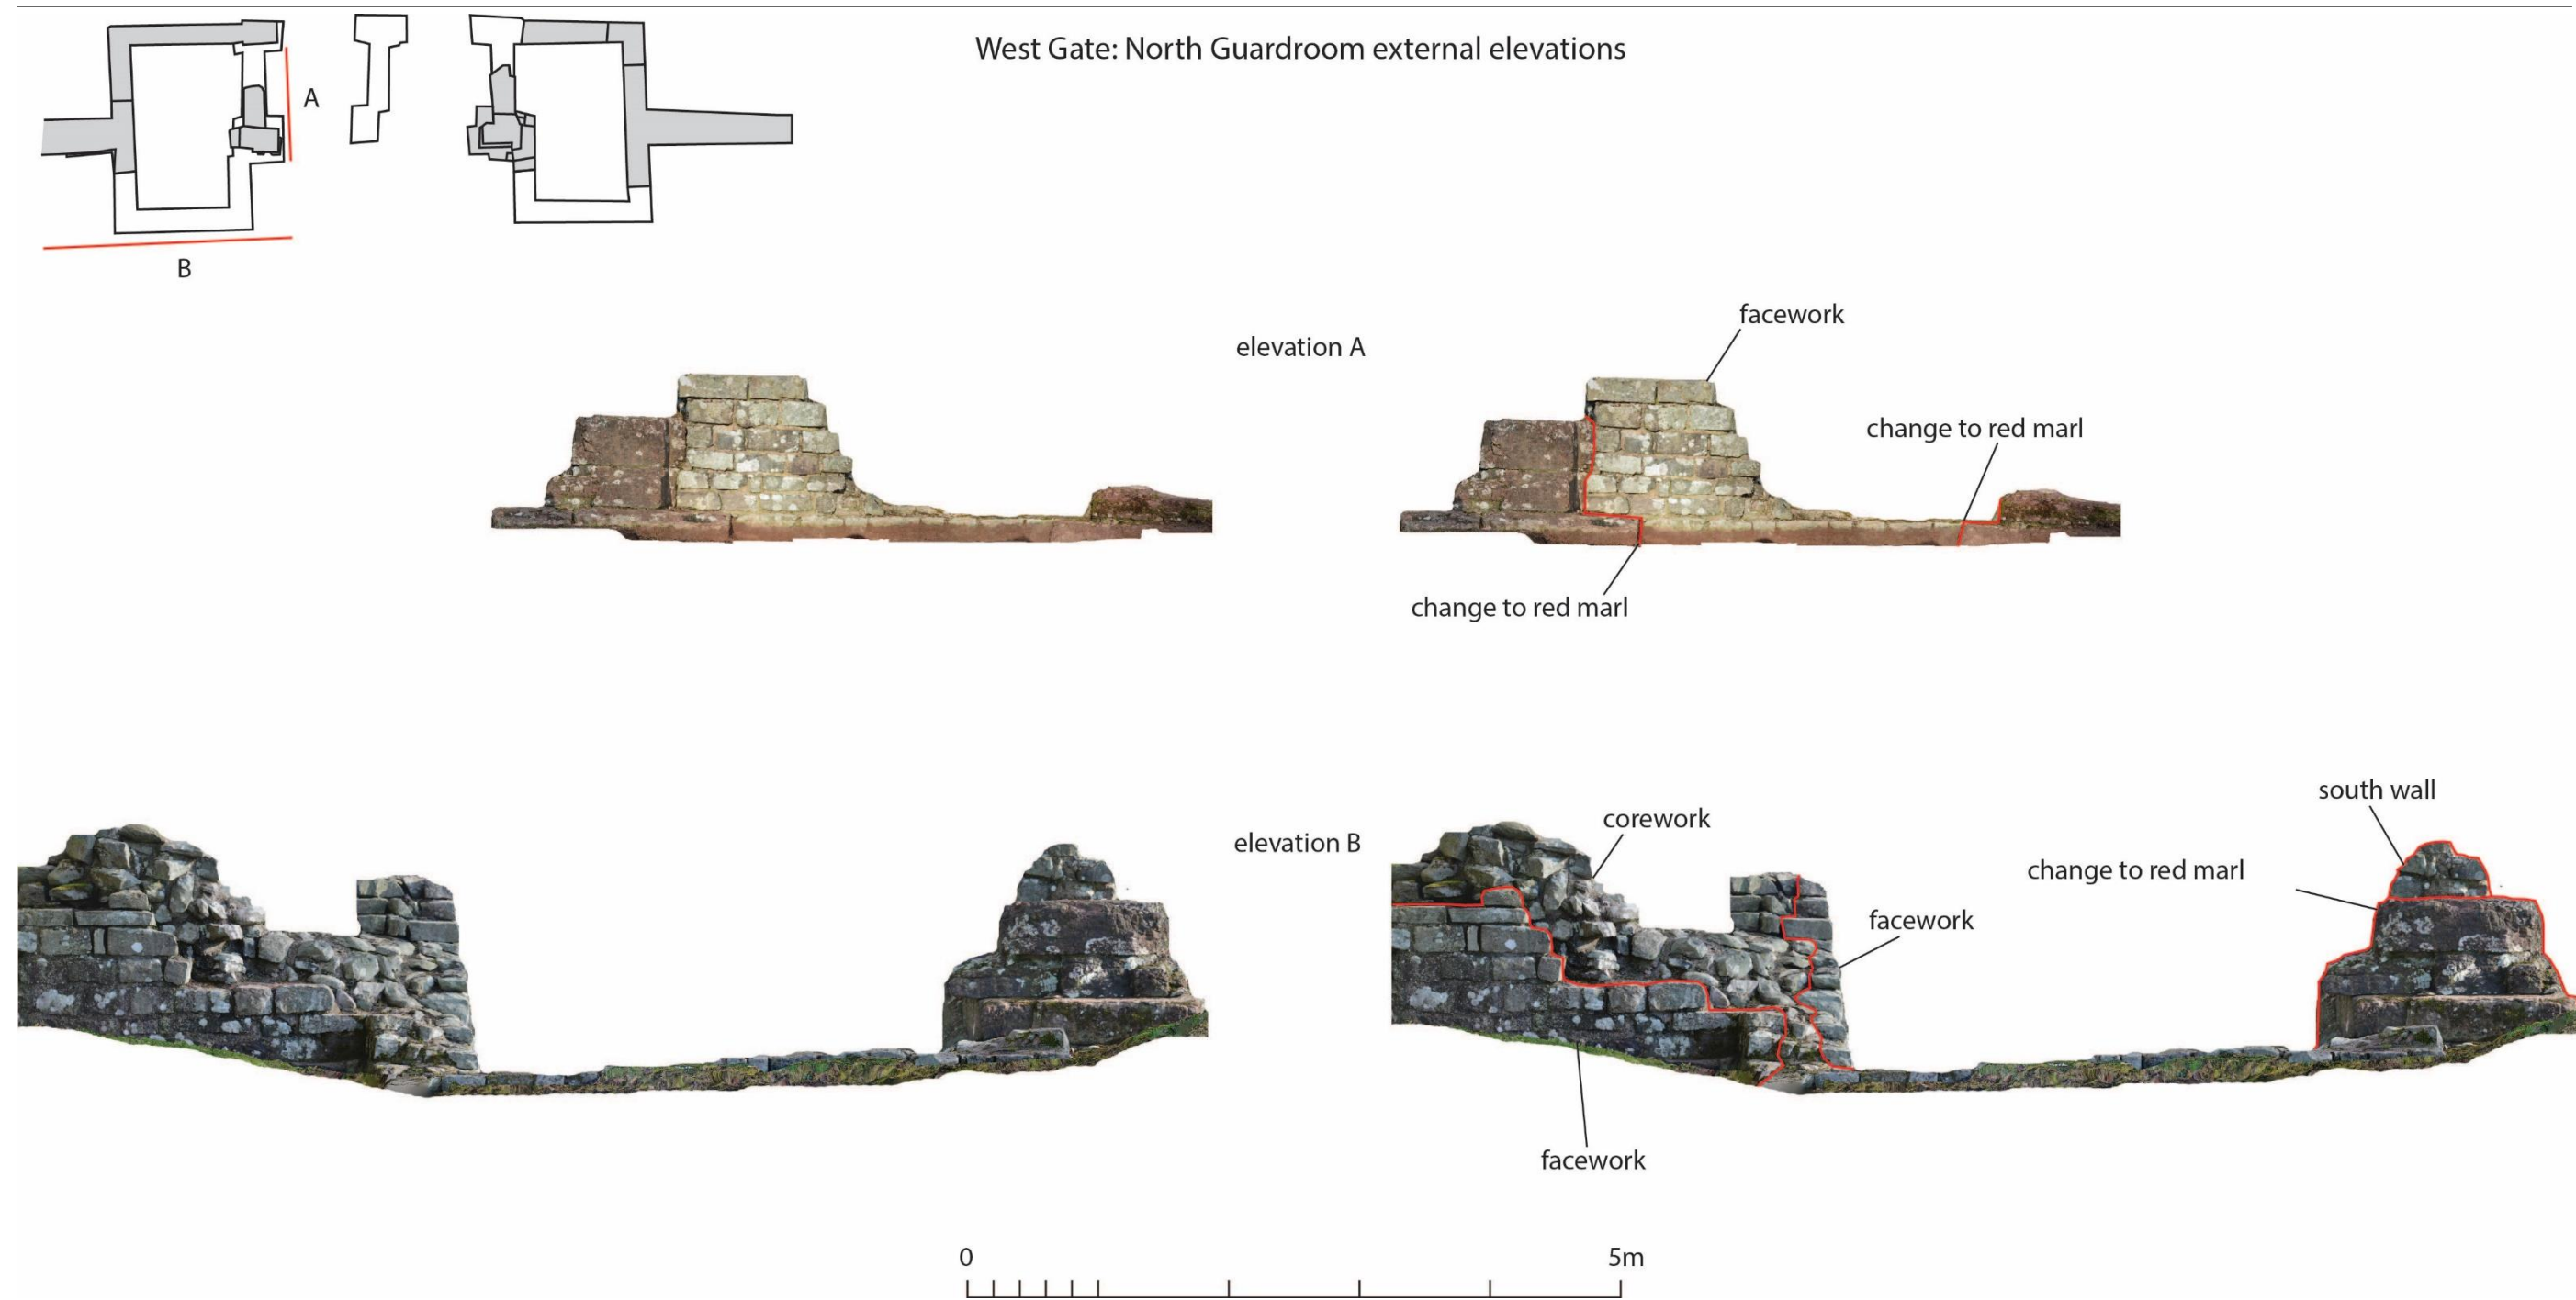 West Gate: North Guardroom external elevations
A
B
elevation A
facework
change to red marl
change to red marl
elevation B
corework
facework
facework
south wall
change to red marl
0
5m